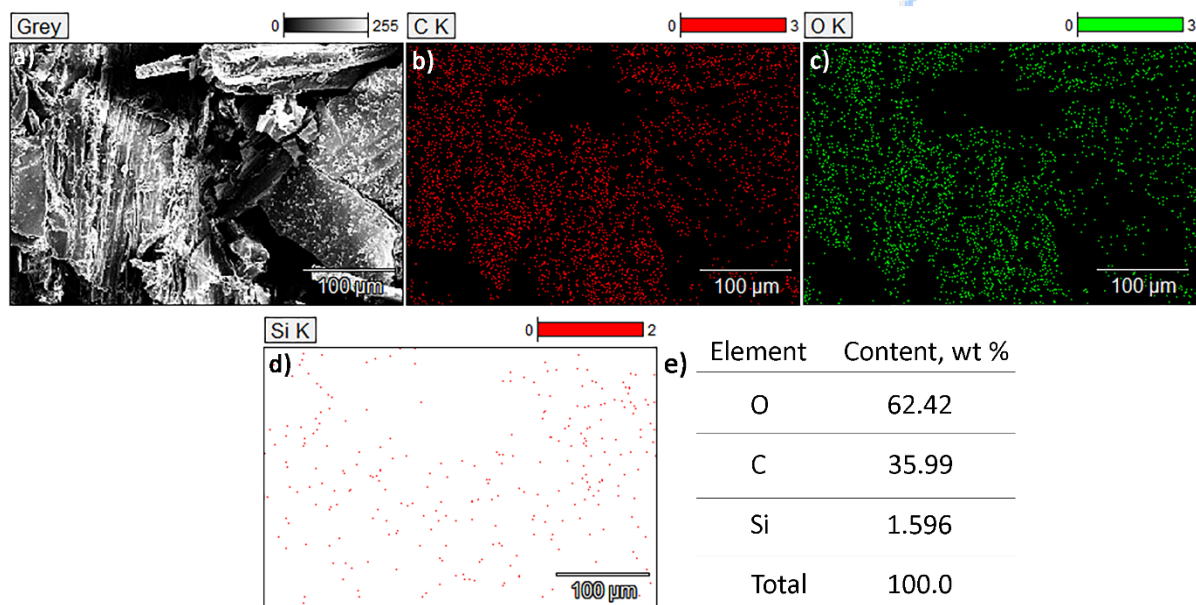 Grey 0 255
a)
100 µm
C K 0 3
b)
100 µm
O K 0 3
c)
100 µm
Si K 0 2
d)
100 µm
e)
Element Content, wt %
O 62.42
C 35.99
Si 1.596
Total 100.0